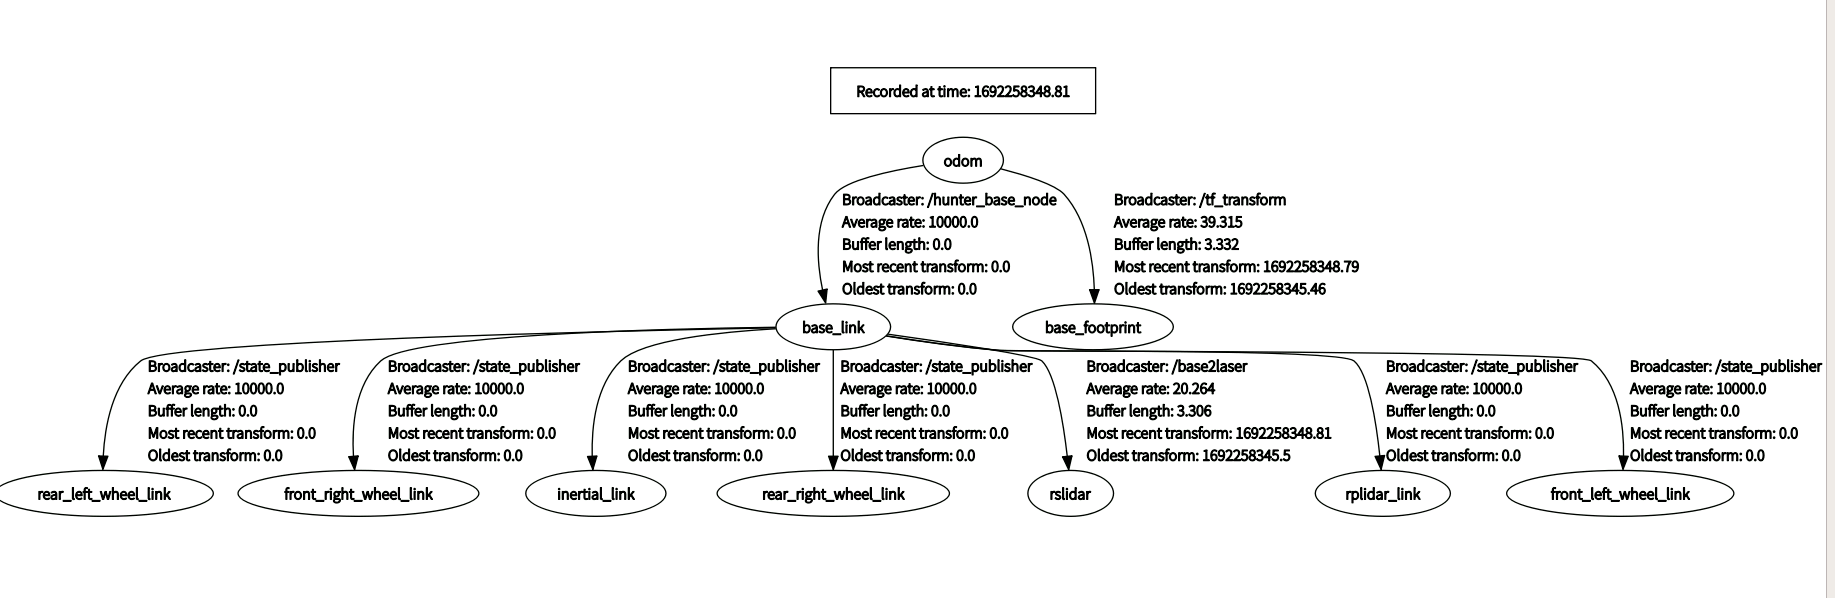 Recorded at time: 1692258348.81
odom
Broadcaster: /hunter_base_node
Average rate: 10000.0
Buffer length: 0.0
Most recent transform: 0.0
Oldest transform: 0.0
Broadcaster: /tf_transform
Average rate: 39.315
Buffer length: 3.332
Most recent transform: 1692258348.79
Oldest transform: 1692258345.46
base_link
base_footprint
Broadcaster: /state_publisher
Average rate: 10000.0
Buffer length: 0.0
Most recent transform: 0.0
Oldest transform: 0.0
Broadcaster: /state_publisher
Average rate: 10000.0
Buffer length: 0.0
Most recent transform: 0.0
Oldest transform: 0.0
Broadcaster: /state_publisher
Average rate: 10000.0
Buffer length: 0.0
Most recent transform: 0.0
Oldest transform: 0.0
Broadcaster: /state_publisher
Average rate: 10000.0
Buffer length: 0.0
Most recent transform: 0.0
Oldest transform: 0.0
Broadcaster: /base2laser
Average rate: 20.264
Buffer length: 3.306
Most recent transform: 1692258348.81
Oldest transform: 1692258345.5
Broadcaster: /state_publisher
Average rate: 10000.0
Buffer length: 0.0
Most recent transform: 0.0
Oldest transform: 0.0
Broadcaster: /state_publisher
Average rate: 10000.0
Buffer length: 0.0
Most recent transform: 0.0
Oldest transform: 0.0
rear_left_wheel_link
front_right_wheel_link
inertial_link
rear_right_wheel_link
rslidar
rplidar_link
front_left_wheel_link